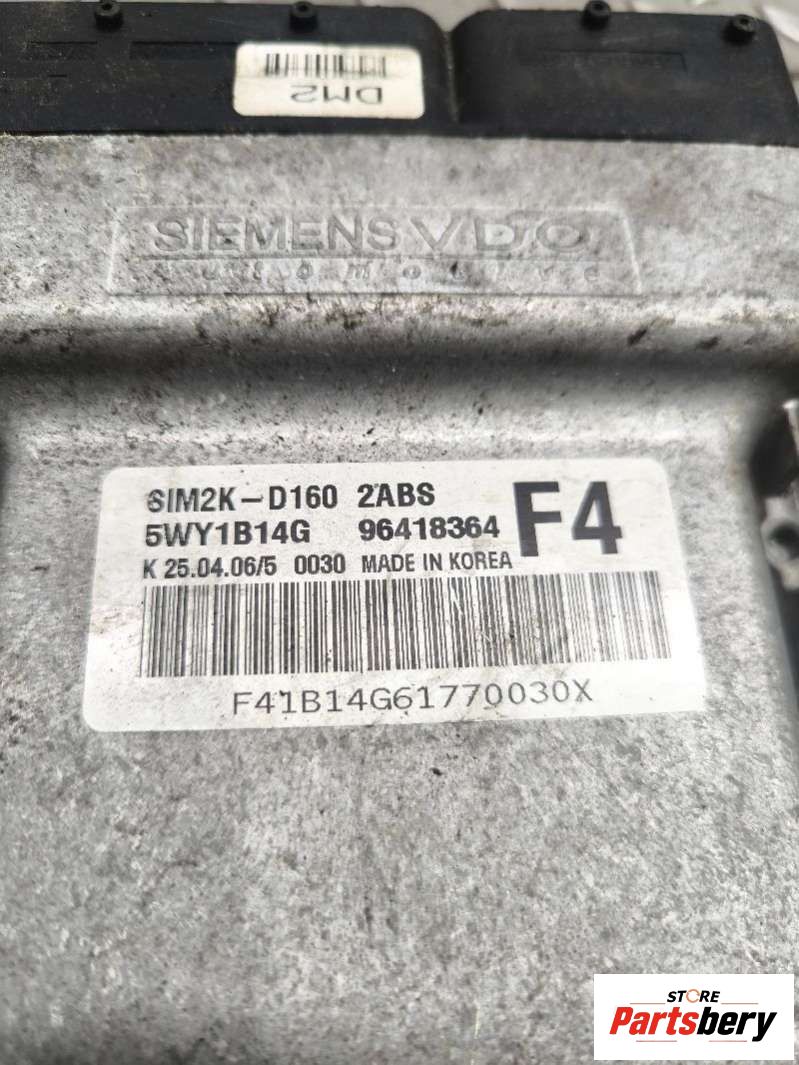 DM2
SIEMENS VDO
automotive
SIM2K-D160 2ABS
5WY1B14G 96418364
F4
K 25.04.06/5 0030 MADE IN KOREA
F41B14G61770030X
STORE
Partsbery